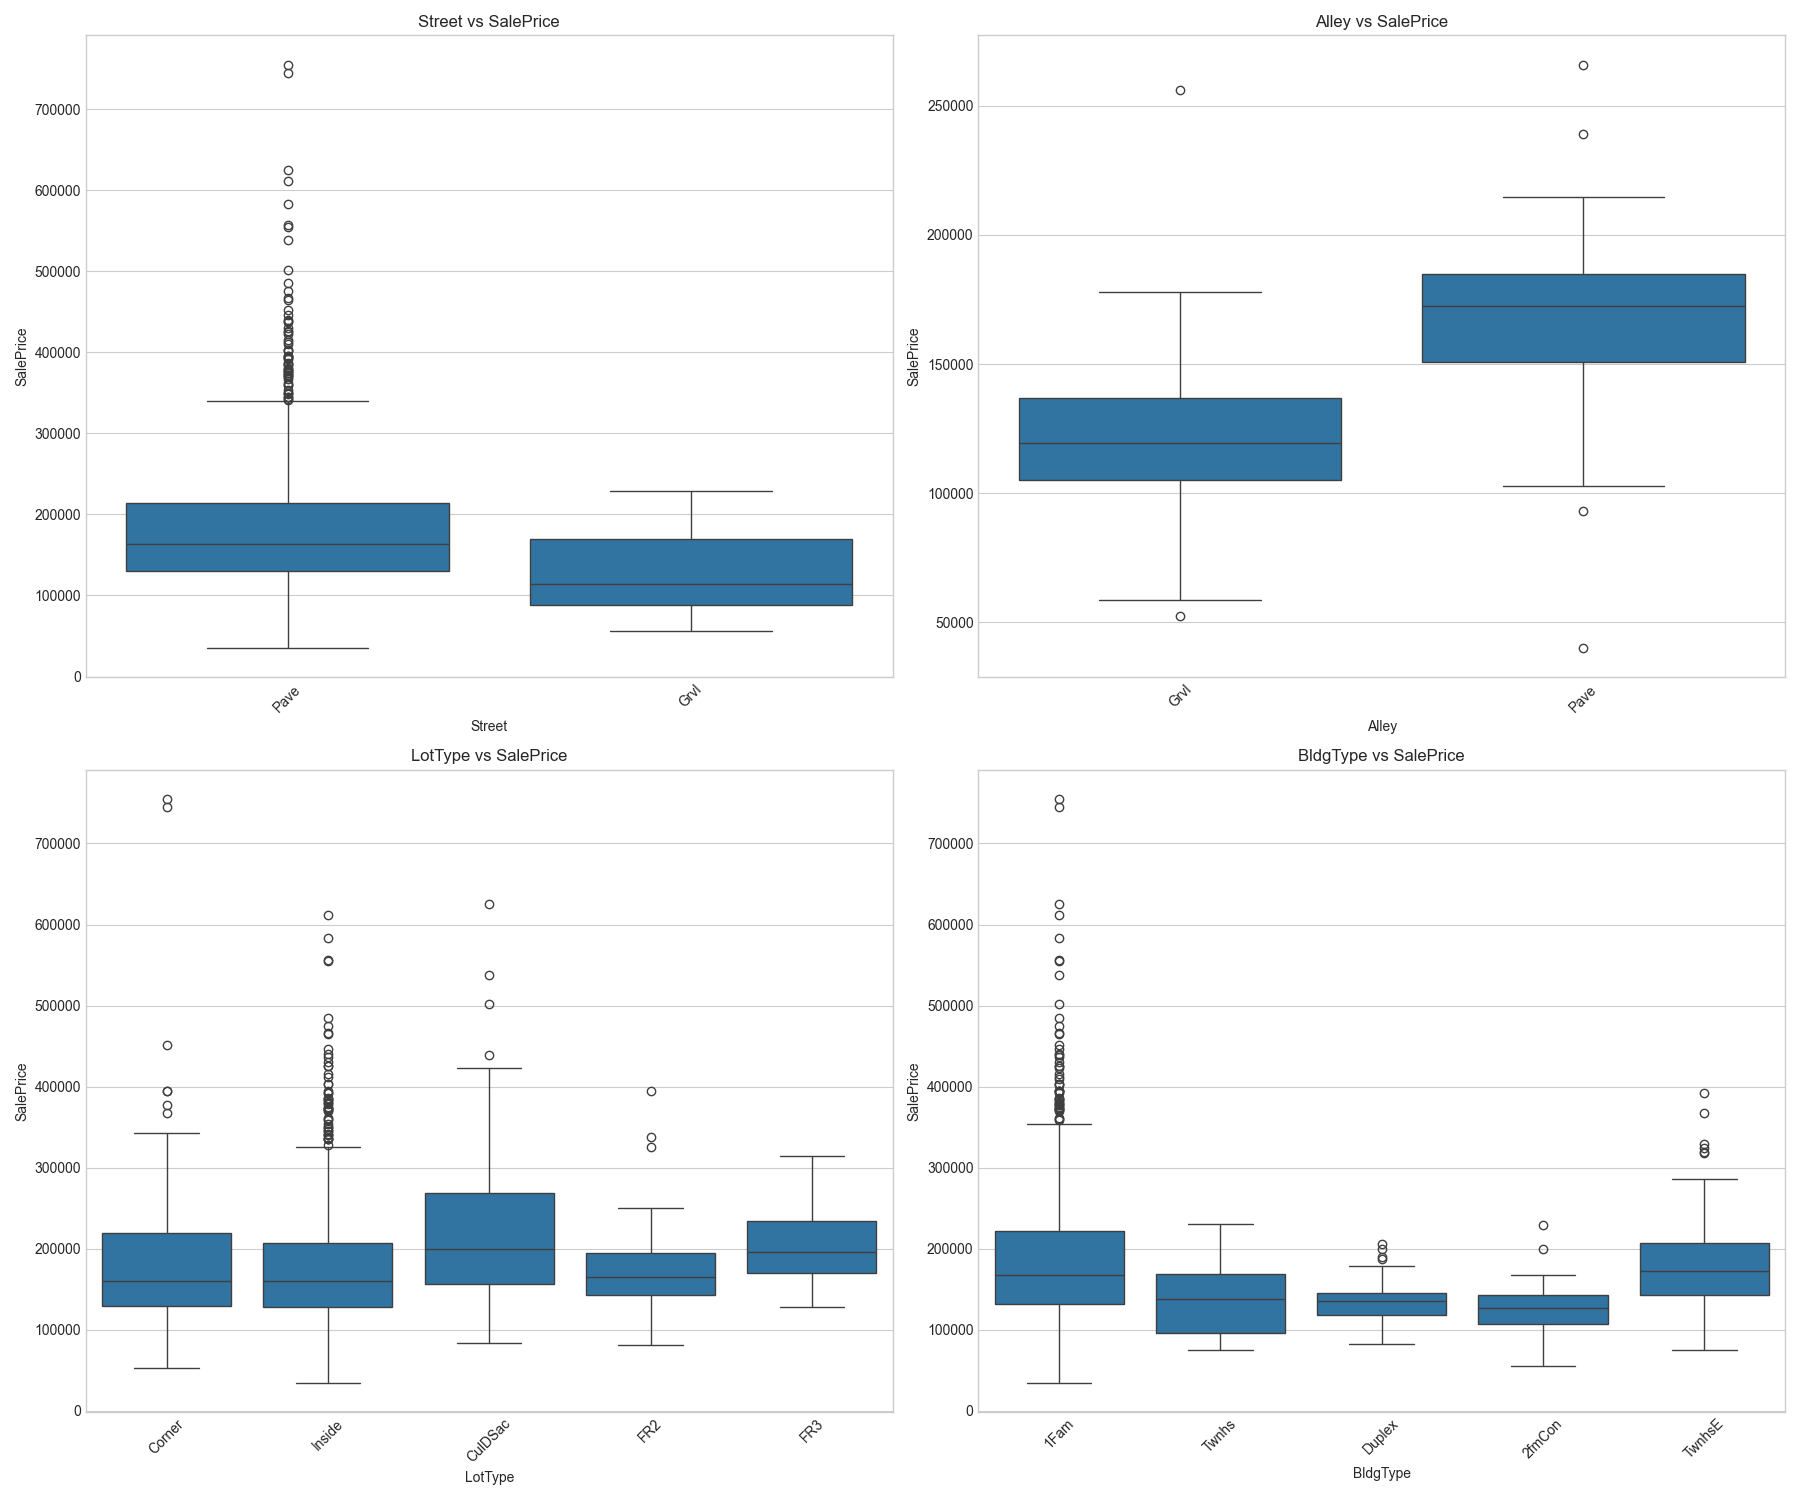 Street vs SalePrice
SalePrice
700000
600000
500000
400000
300000
200000
100000
0
Pave
Grvl
Street
Alley vs SalePrice
SalePrice
250000
200000
150000
100000
50000
Grvl
Pave
Alley
LotType vs SalePrice
SalePrice
700000
600000
500000
400000
300000
200000
100000
0
Corner
Inside
CulDSac
FR2
FR3
LotType
BldgType vs SalePrice
SalePrice
700000
600000
500000
400000
300000
200000
100000
0
1Fam
Twnhs
Duplex
2fmCon
TwnhsE
BldgType